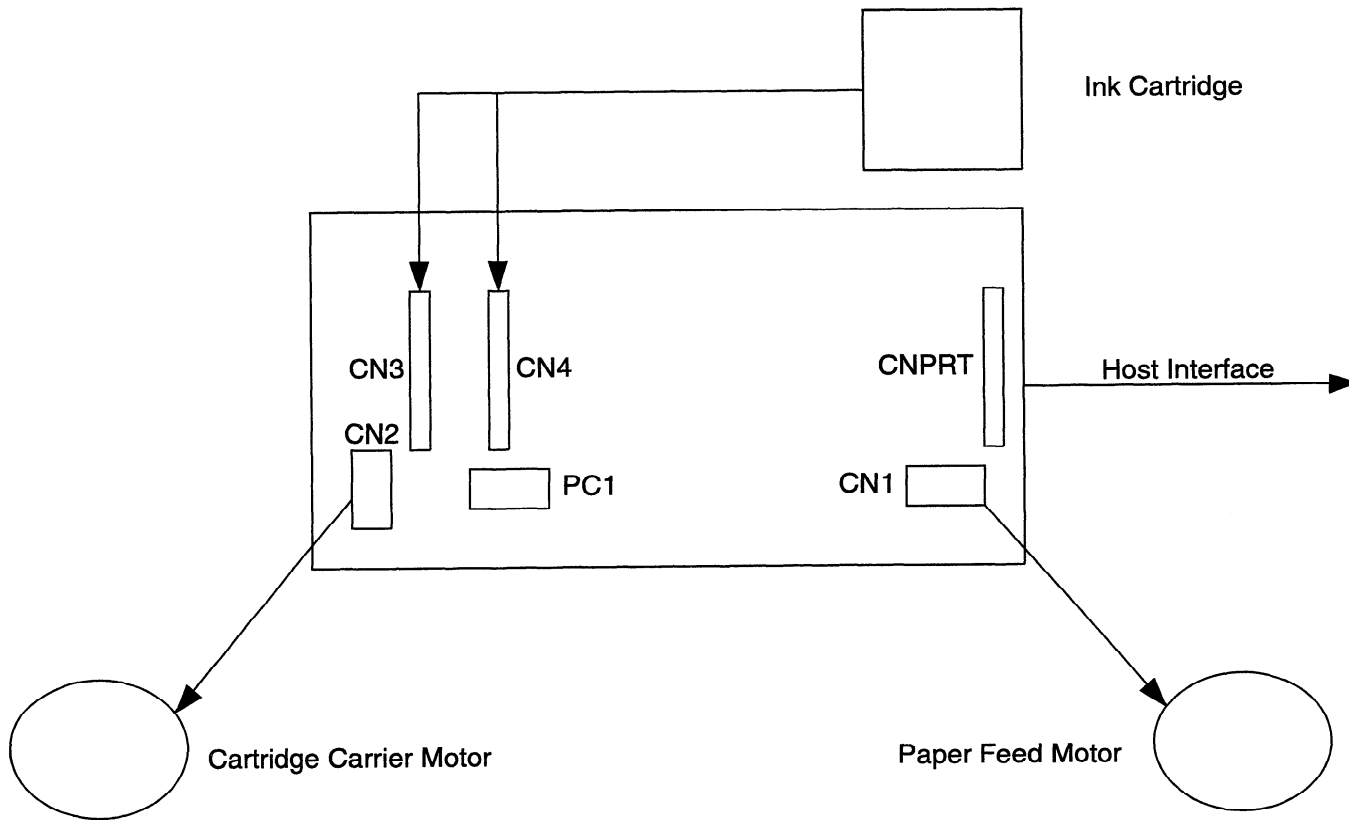 Ink Cartridge
CN3
CN4
CNPRT
Host Interface
CN2
PC1
CN1
Cartridge Carrier Motor
Paper Feed Motor